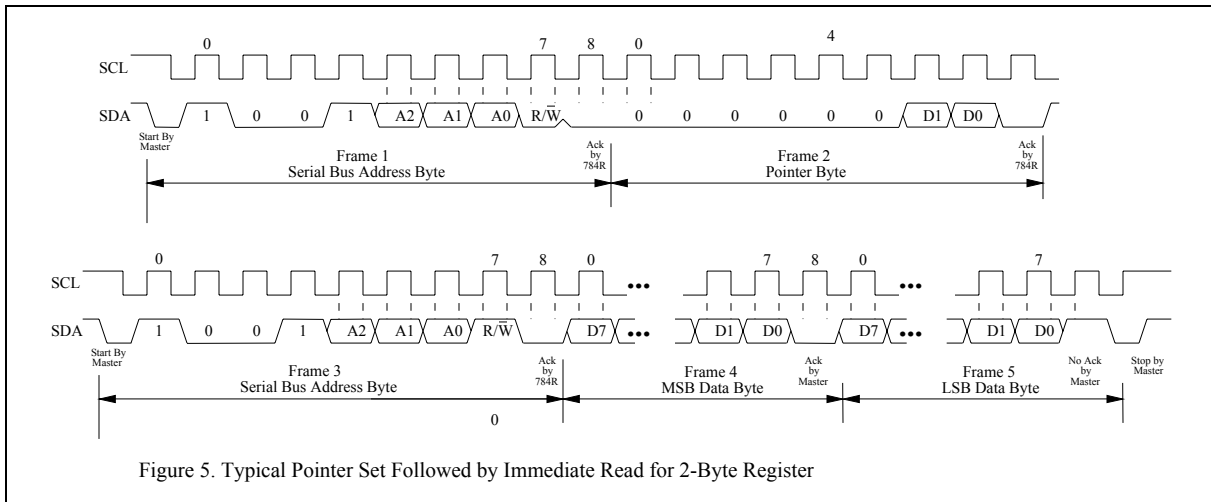 0 7 8 0 4
SCL
SDA 1 0 0 1 A2 A1 A0 R/W̅ 0 0 0 0 0 0 D1 D0
Start By
Master
Frame 1
Serial Bus Address Byte
Ack
by
784R
Frame 2
Pointer Byte
Ack
by
784R
0 7 8 0 7 8 0 7
SCL ••• •••
SDA 1 0 0 1 A2 A1 A0 R/W̅ D7 ••• D1 D0 D7 ••• D1 D0
Start By
Master
Frame 3
Serial Bus Address Byte
0
Ack
by
784R
Frame 4
MSB Data Byte
Ack
by
Master
Frame 5
LSB Data Byte
No Ack
by
Master
Stop by
Master
Figure 5. Typical Pointer Set Followed by Immediate Read for 2-Byte Register